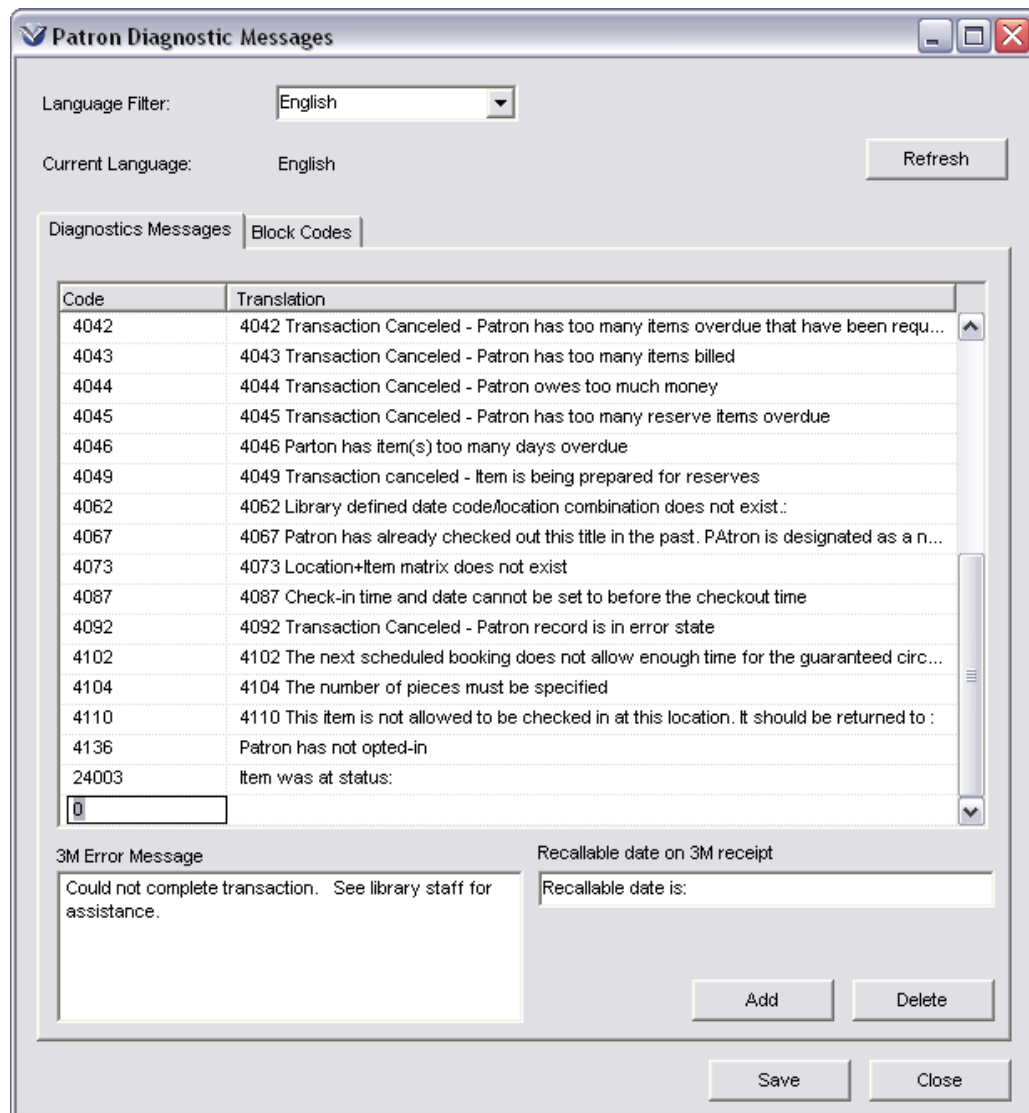 Patron Diagnostic Messages
Language Filter: English
Refresh
Current Language: English
Diagnostics Messages Block Codes
Code Translation
4042 4042 Transaction Canceled - Patron has too many items overdue that have been requ...
4043 4043 Transaction Canceled - Patron has too many items billed
4044 4044 Transaction Canceled - Patron owes too much money
4045 4045 Transaction Canceled - Patron has too many reserve items overdue
4046 4046 Parton has item(s) too many days overdue
4049 4049 Transaction canceled - Item is being prepared for reserves
4062 4062 Library defined date code/location combination does not exist.:
4067 4067 Patron has already checked out this title in the past. PAtron is designated as a n...
4073 4073 Location+Item matrix does not exist
4087 4087 Check-in time and date cannot be set to before the checkout time
4092 4092 Transaction Canceled - Patron record is in error state
4102 4102 The next scheduled booking does not allow enough time for the guaranteed circ...
4104 4104 The number of pieces must be specified
4110 4110 This item is not allowed to be checked in at this location. It should be returned to :
4136 Patron has not opted-in
24003 Item was at status:
0
3M Error Message
Could not complete transaction. See library staff for
assistance.
Recallable date on 3M receipt
Recallable date is:
Add Delete
Save Close